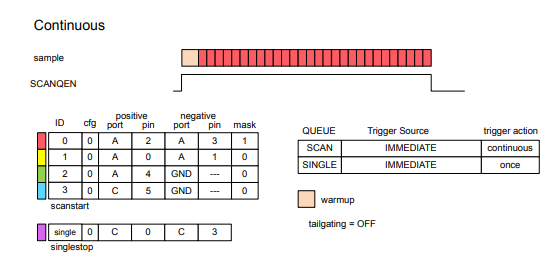 Continuous
sample
SCANQEN
positive negative
ID cfg port pin port pin mask
0 0 A 2 A 3 1
1 0 A 0 A 1 0
2 0 A 4 GND --- 0
3 0 C 5 GND --- 0
scanstart
single 0 C 0 C 3
singlestop
QUEUE Trigger Source trigger action
SCAN IMMEDIATE continuous
SINGLE IMMEDIATE once
warmup
tailgating = OFF